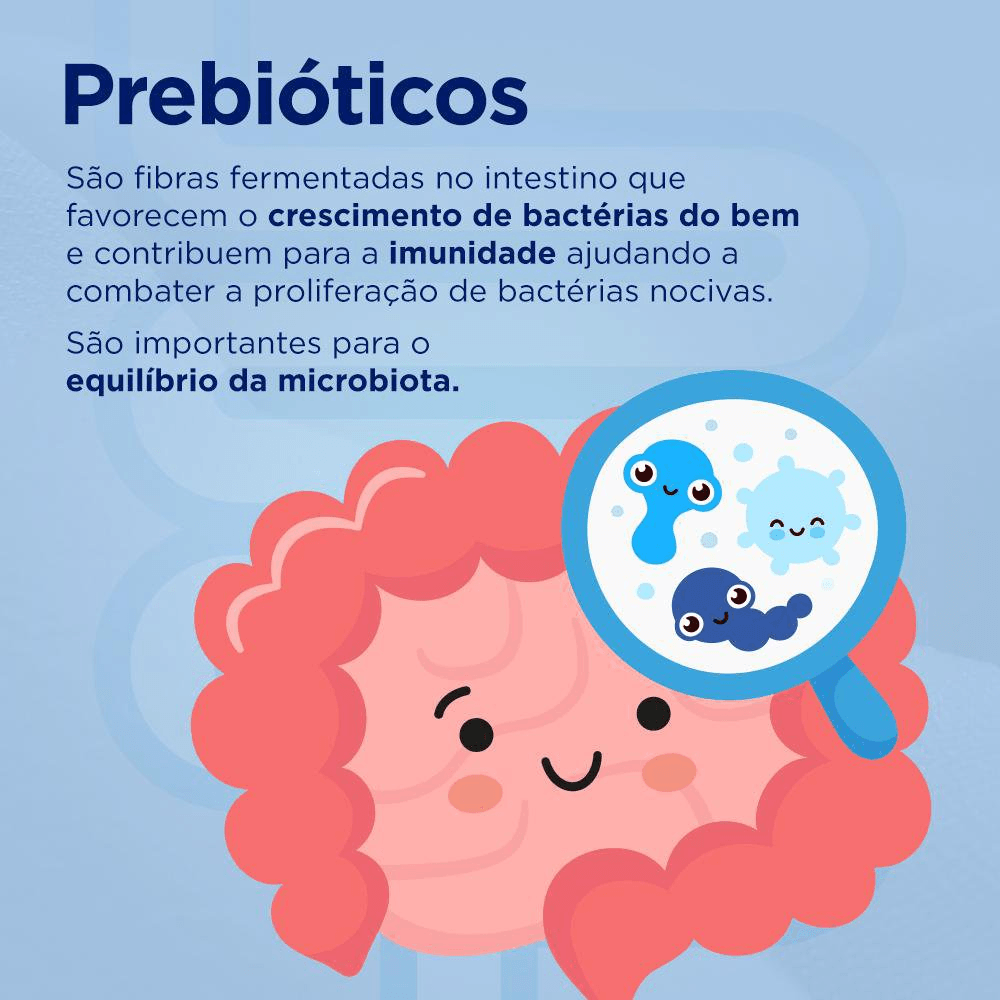 Prebióticos
São fibras fermentadas no intestino que
favorecem o crescimento de bactérias do bem
e contribuem para a imunidade ajudando a
combater a proliferação de bactérias nocivas.
São importantes para o
equilíbrio da microbiota.